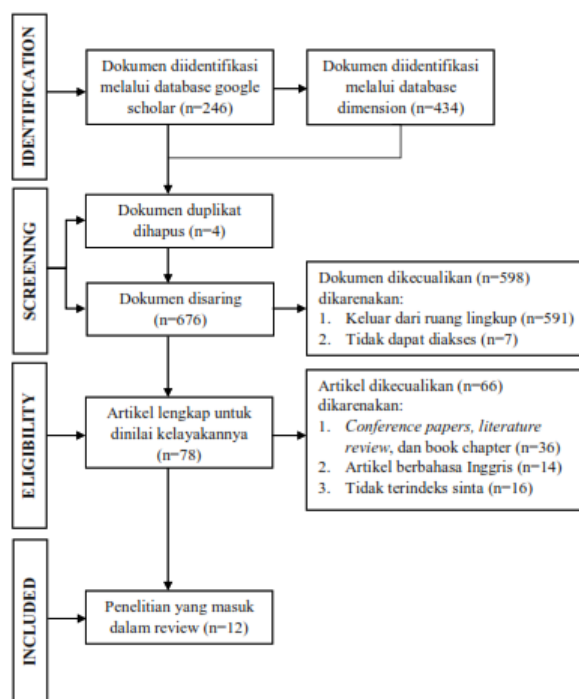 IDENTIFICATION
Dokumen diidentifikasi
melalui database google
scholar (n=246)
Dokumen diidentifikasi
melalui database
dimension (n=434)
SCREENING
Dokumen duplikat
dihapus (n=4)
Dokumen disaring
(n=676)
Dokumen dikecualikan (n=598)
dikarenakan:
1. Keluar dari ruang lingkup (n=591)
2. Tidak dapat diakses (n=7)
ELIGIBILITY
Artikel lengkap untuk
dinilai kelayakannya
(n=78)
Artikel dikecualikan (n=66)
dikarenakan:
1. Conference papers, literature
review, dan book chapter (n=36)
2. Artikel berbahasa Inggris (n=14)
3. Tidak terindeks sinta (n=16)
INCLUDED
Penelitian yang masuk
dalam review (n=12)